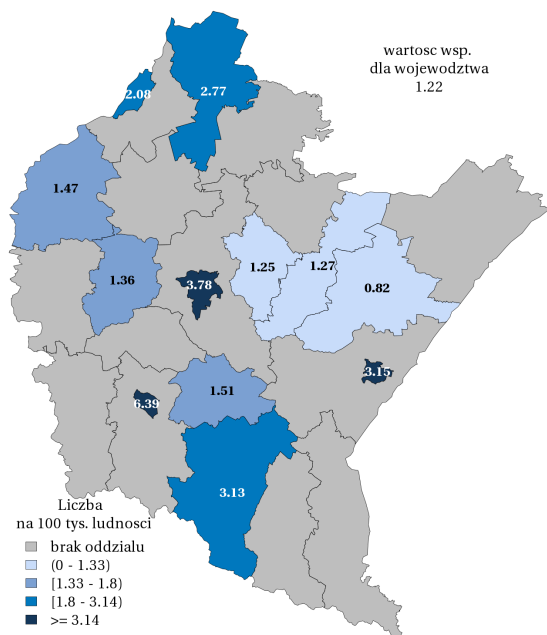 wartosc wsp.
dla wojewodztwa
1.22
2.08
2.77
1.47
1.25
1.27
1.36
3.78
0.82
3.15
1.51
6.39
3.13
Liczba
na 100 tys. ludnosci
brak oddzialu
(0 - 1.33)
[1.33 - 1.8)
[1.8 - 3.14)
>= 3.14